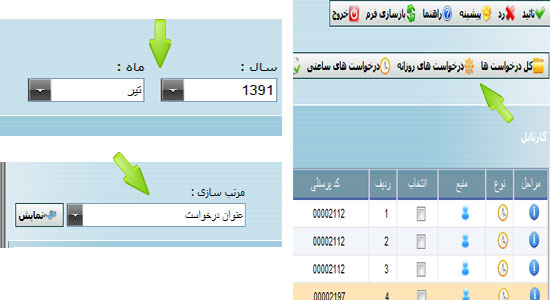 تائید رد پیشینه راهنما بازسازی فرم خروج
کل درخواست ها درخواست های روزانه درخواست های ساعتی
کارتابل
مراحل نوع منبع انتخاب ردیف کد پرسنلی
1 00002112
2 00002112
3 00002112
4 00002197
سال : ماه :
1391 تیر
مرتب سازی :
عنوان درخواست نمایش